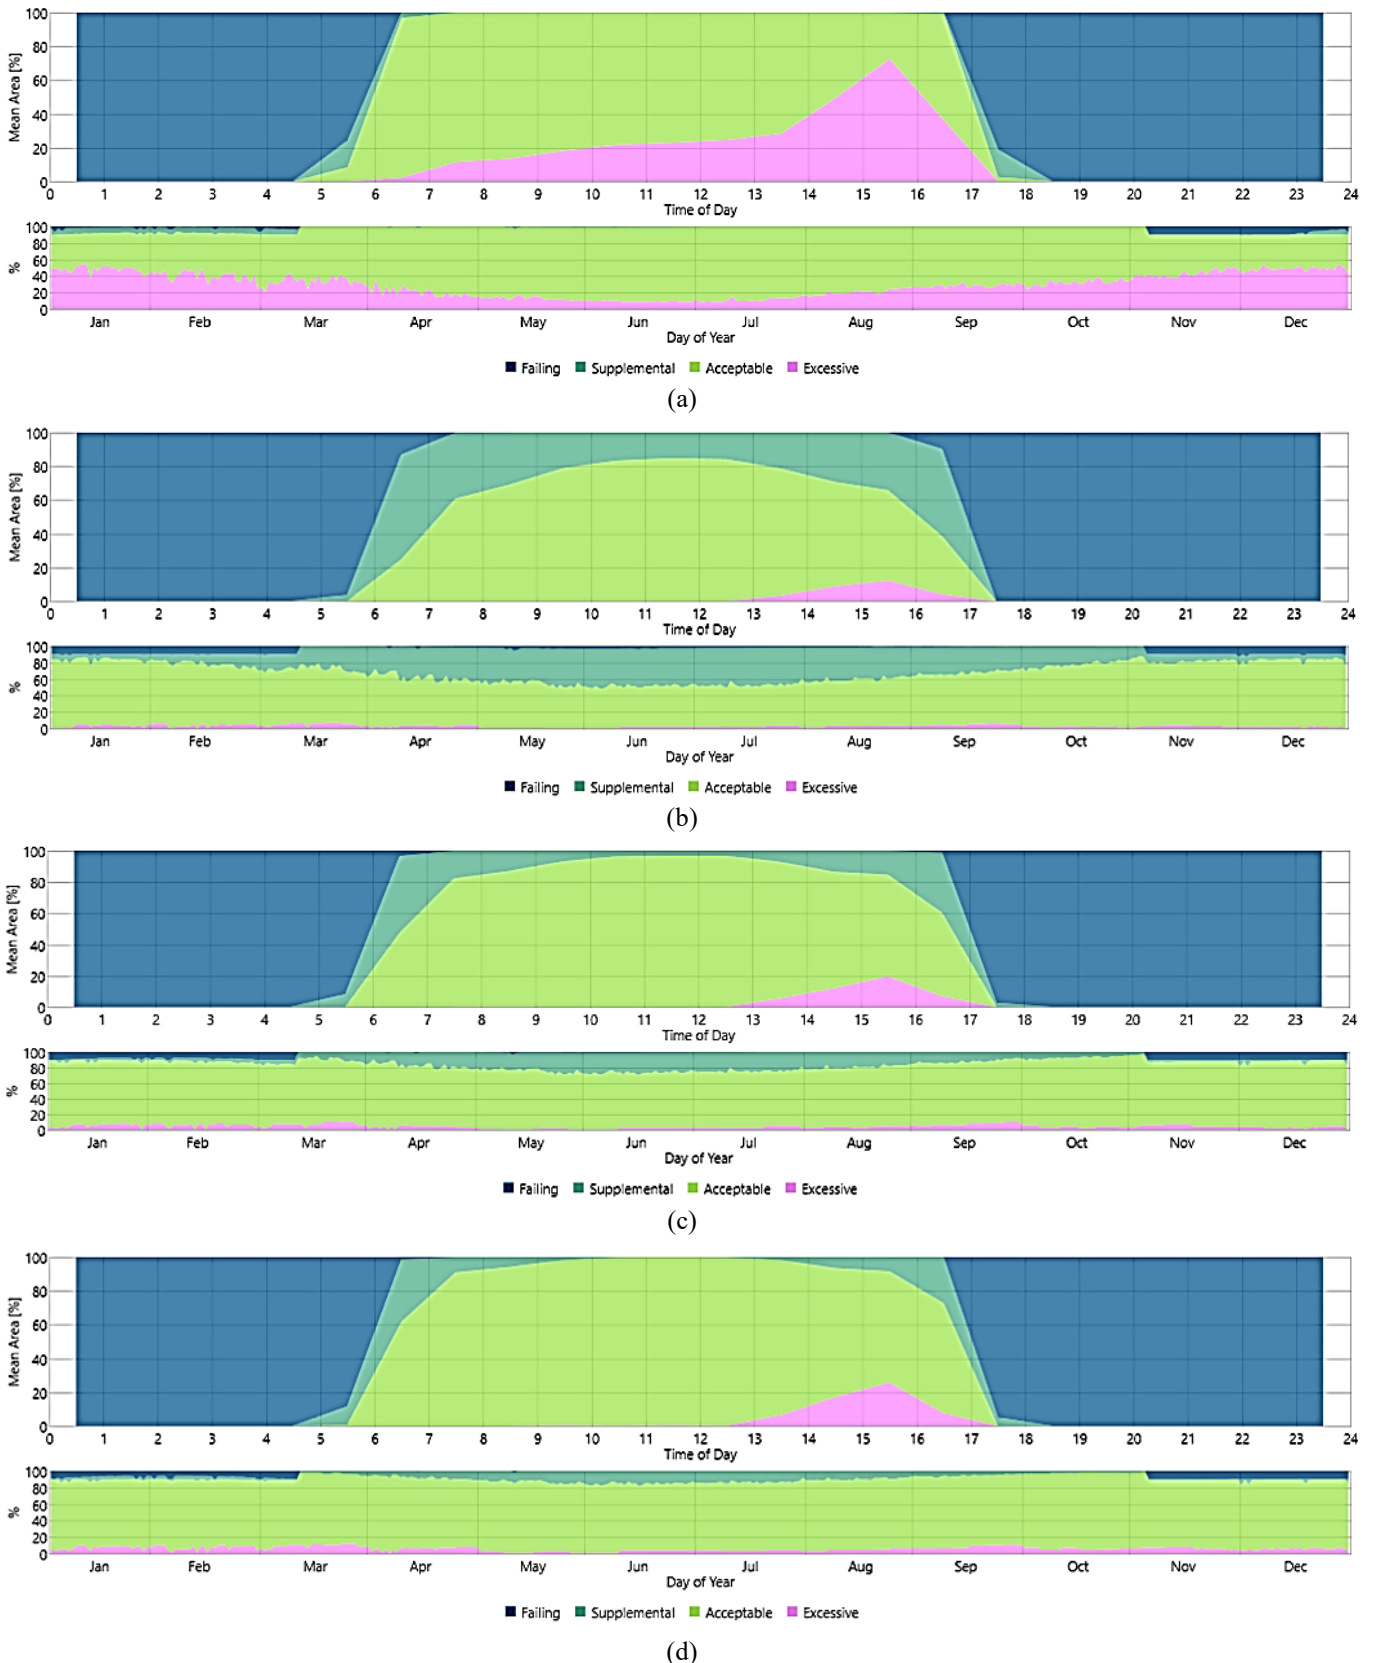 100
80
60
40
20
0
Mean Area [%]
0 1 2 3 4 5 6 7 8 9 10 11 12 13 14 15 16 17 18 19 20 21 22 23 24
Time of Day
100
80
60
40
20
0
%
Jan Feb Mar Apr May Jun Jul Aug Sep Oct Nov Dec
Day of Year
Failing Supplemental Acceptable Excessive
(a)
100
80
60
40
20
0
Mean Area [%]
0 1 2 3 4 5 6 7 8 9 10 11 12 13 14 15 16 17 18 19 20 21 22 23 24
Time of Day
100
80
60
40
20
0
%
Jan Feb Mar Apr May Jun Jul Aug Sep Oct Nov Dec
Day of Year
Failing Supplemental Acceptable Excessive
(b)
100
80
60
40
20
0
Mean Area [%]
0 1 2 3 4 5 6 7 8 9 10 11 12 13 14 15 16 17 18 19 20 21 22 23 24
Time of Day
100
80
60
40
20
0
%
Jan Feb Mar Apr May Jun Jul Aug Sep Oct Nov Dec
Day of Year
Failing Supplemental Acceptable Excessive
(c)
100
80
60
40
20
0
Mean Area [%]
0 1 2 3 4 5 6 7 8 9 10 11 12 13 14 15 16 17 18 19 20 21 22 23 24
Time of Day
100
80
60
40
20
0
%
Jan Feb Mar Apr May Jun Jul Aug Sep Oct Nov Dec
Day of Year
Failing Supplemental Acceptable Excessive
(d)